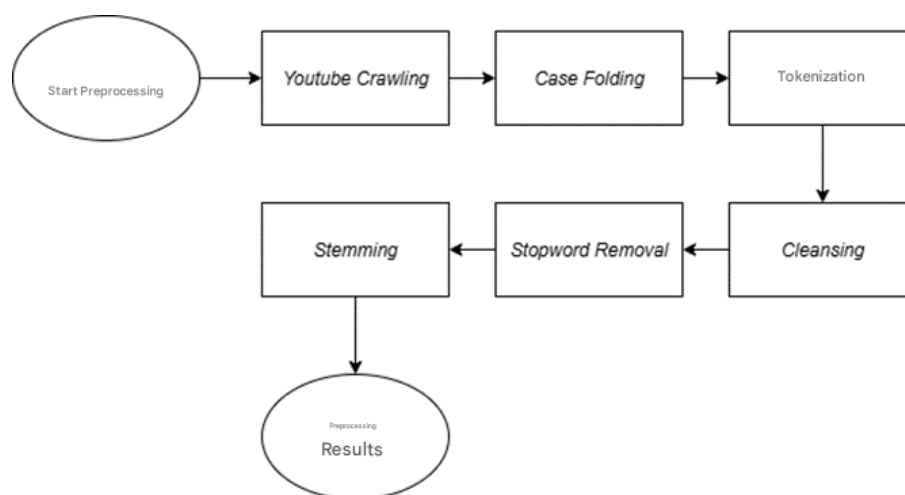 Start Preprocessing
Youtube Crawling
Case Folding
Tokenization
Cleansing
Stopword Removal
Stemming
Preprocessing
Results